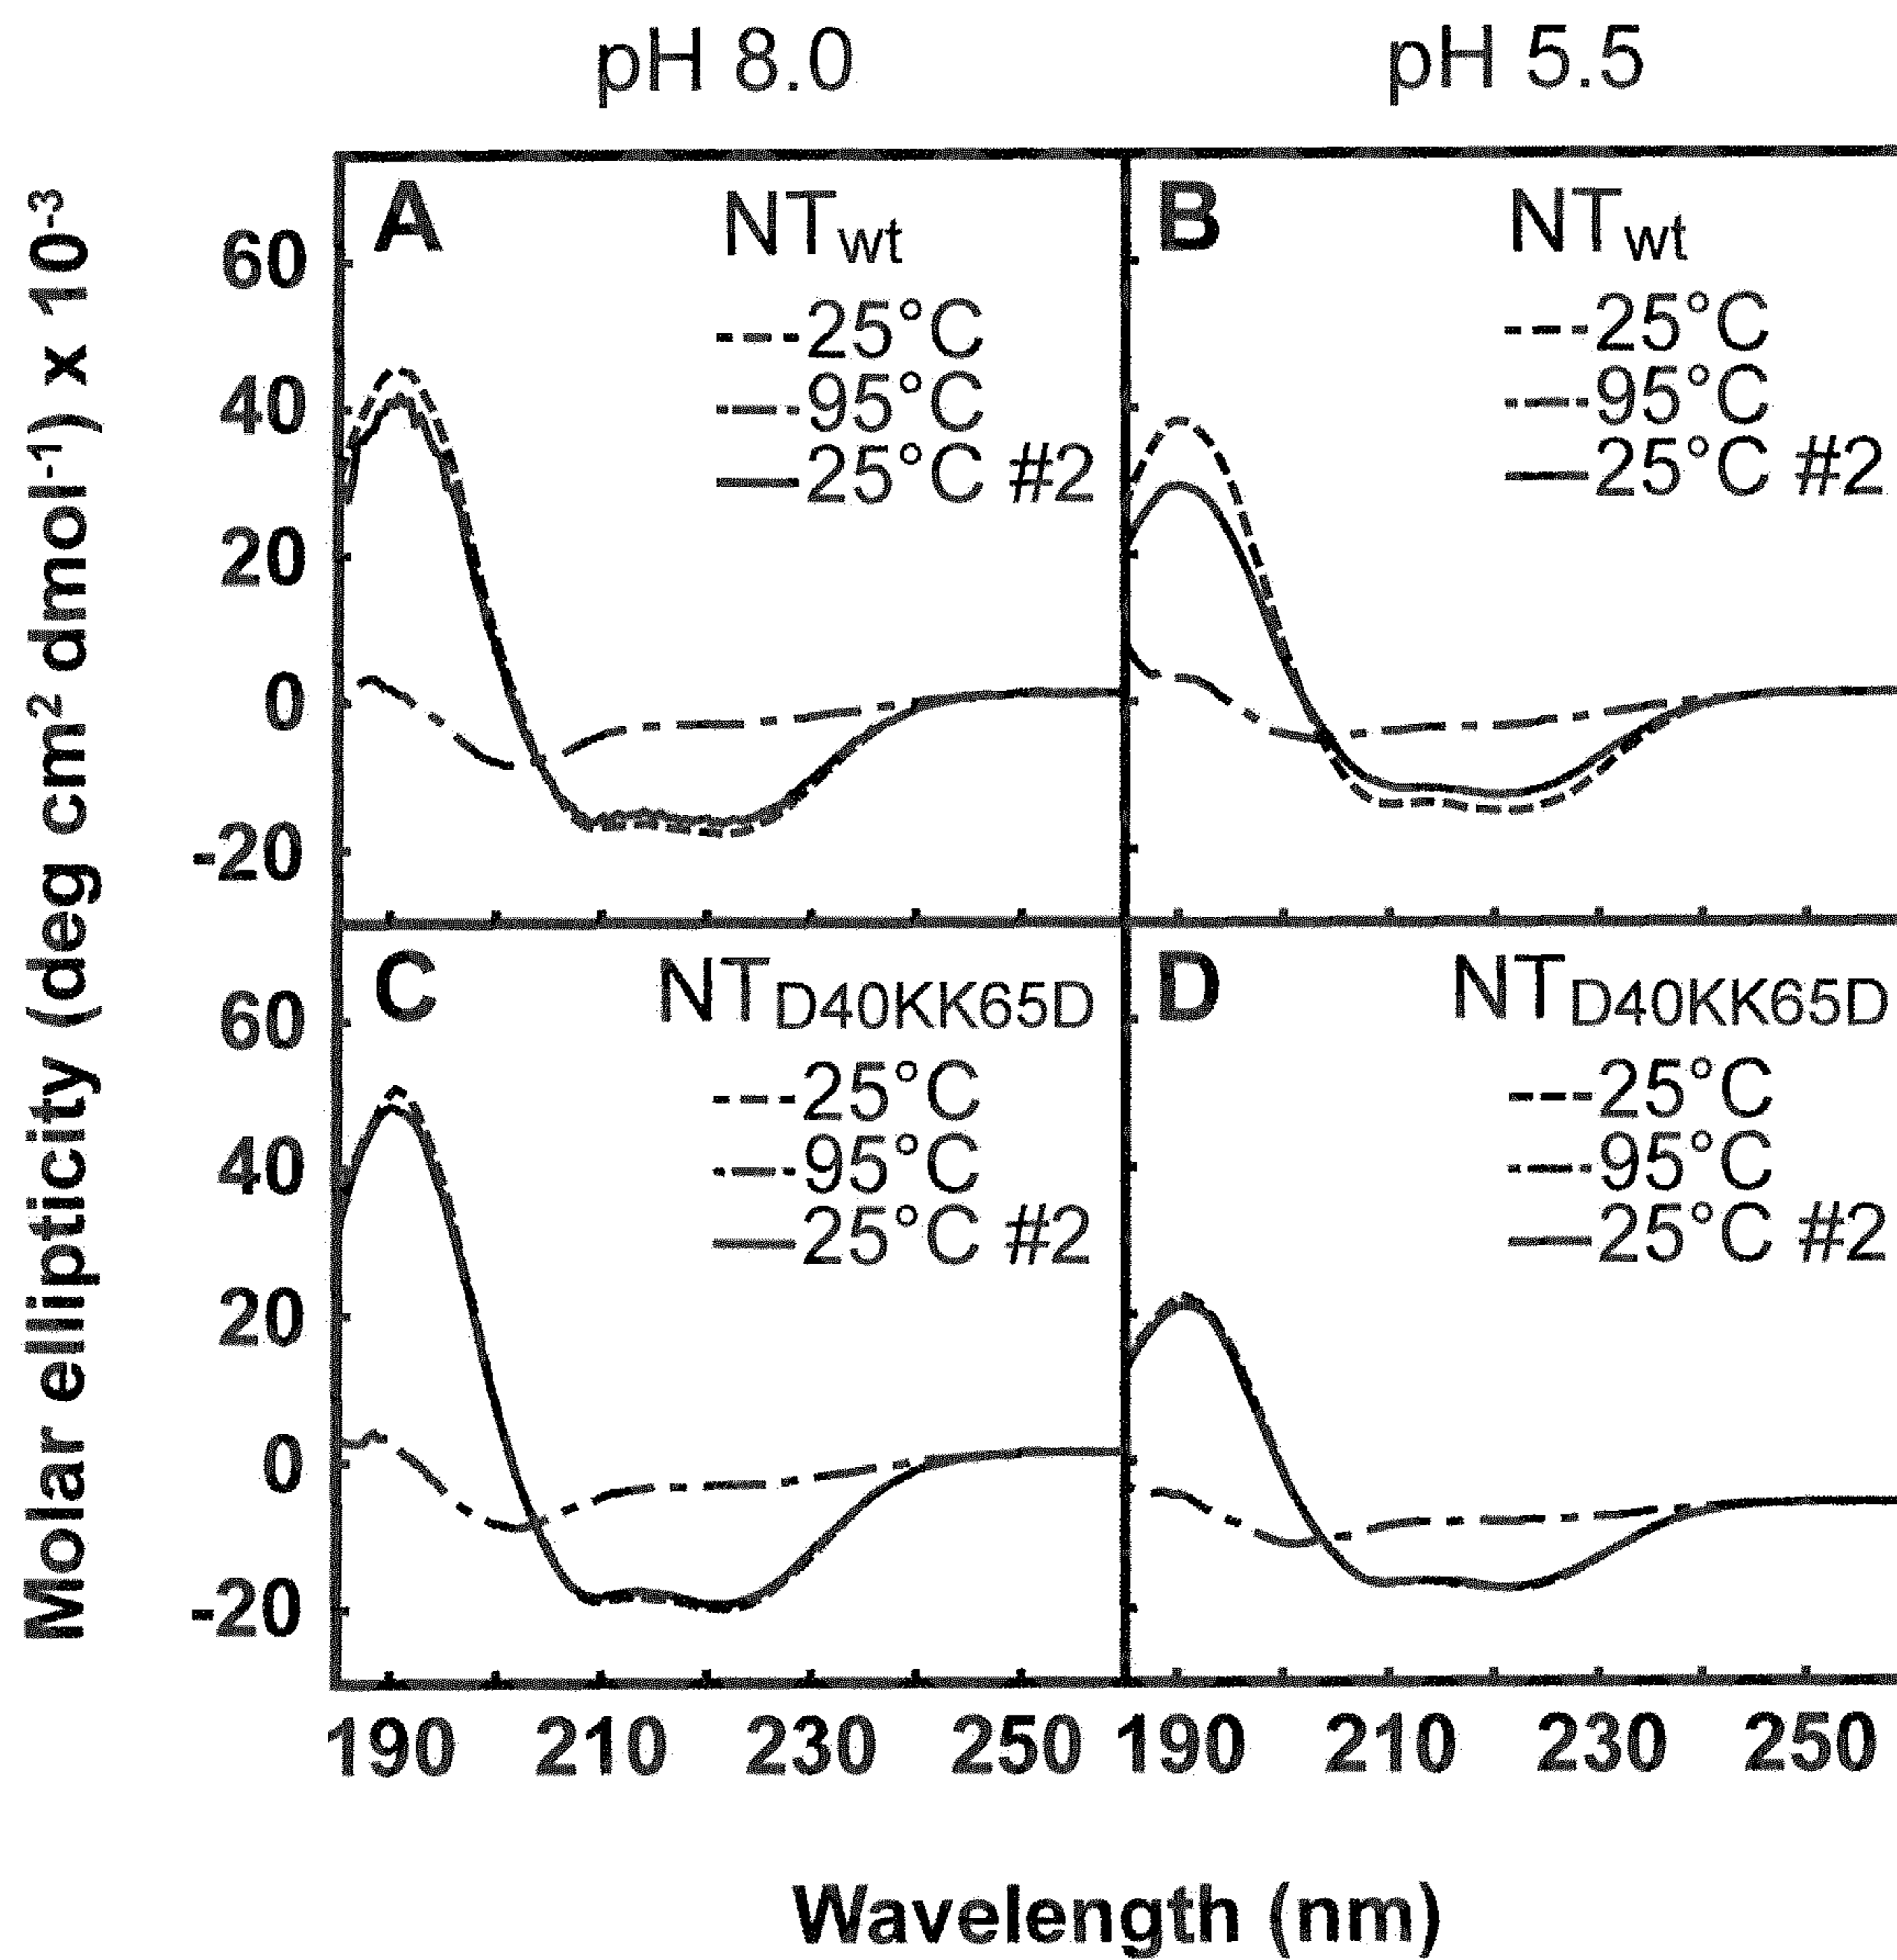 pH 8.0
pH 5.5
Molar ellipticity (deg cm² dmol⁻¹) x 10⁻³
A
NTwt
25°C
95°C
25°C #2
60
40
20
0
-20
B
NTwt
25°C
95°C
25°C #2
C
NTD40KK65D
25°C
95°C
25°C #2
60
40
20
0
-20
D
NTD40KK65D
25°C
95°C
25°C #2
190 210 230 250
190 210 230 250
Wavelength (nm)